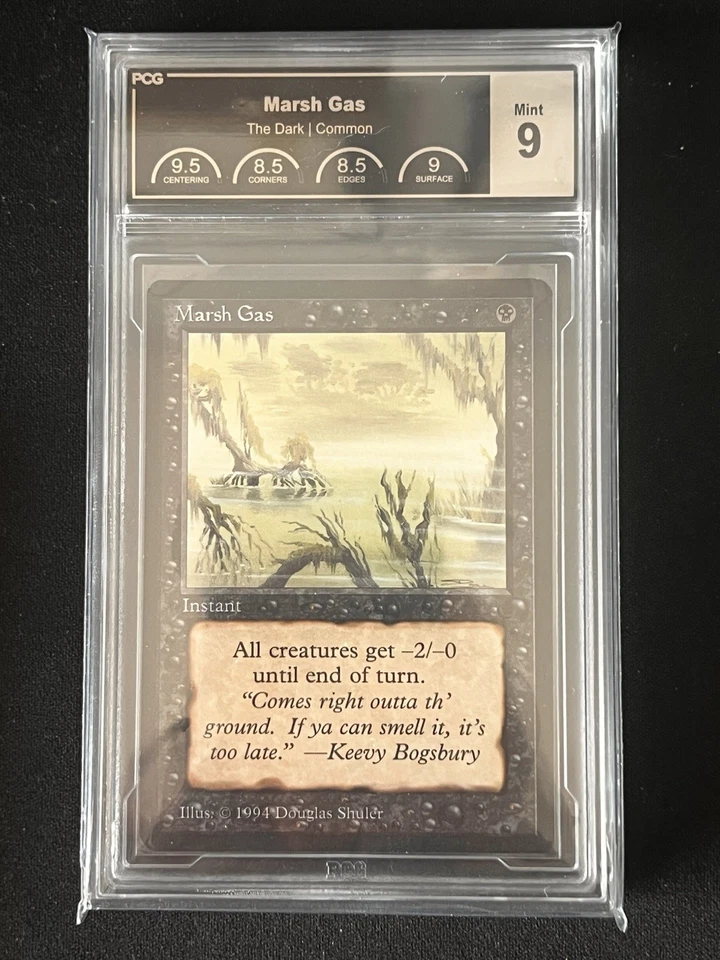 PCG
Marsh Gas
The Dark | Common
Mint
9
9.5
CENTERING
8.5
CORNERS
8.5
EDGES
9
SURFACE
Marsh Gas
Instant
All creatures get –2/–0
until end of turn.
“Comes right outta th’
ground. If ya can smell it, it’s
too late.” —Keevy Bogsbury
Illus. © 1994 Douglas Shuler
PCG